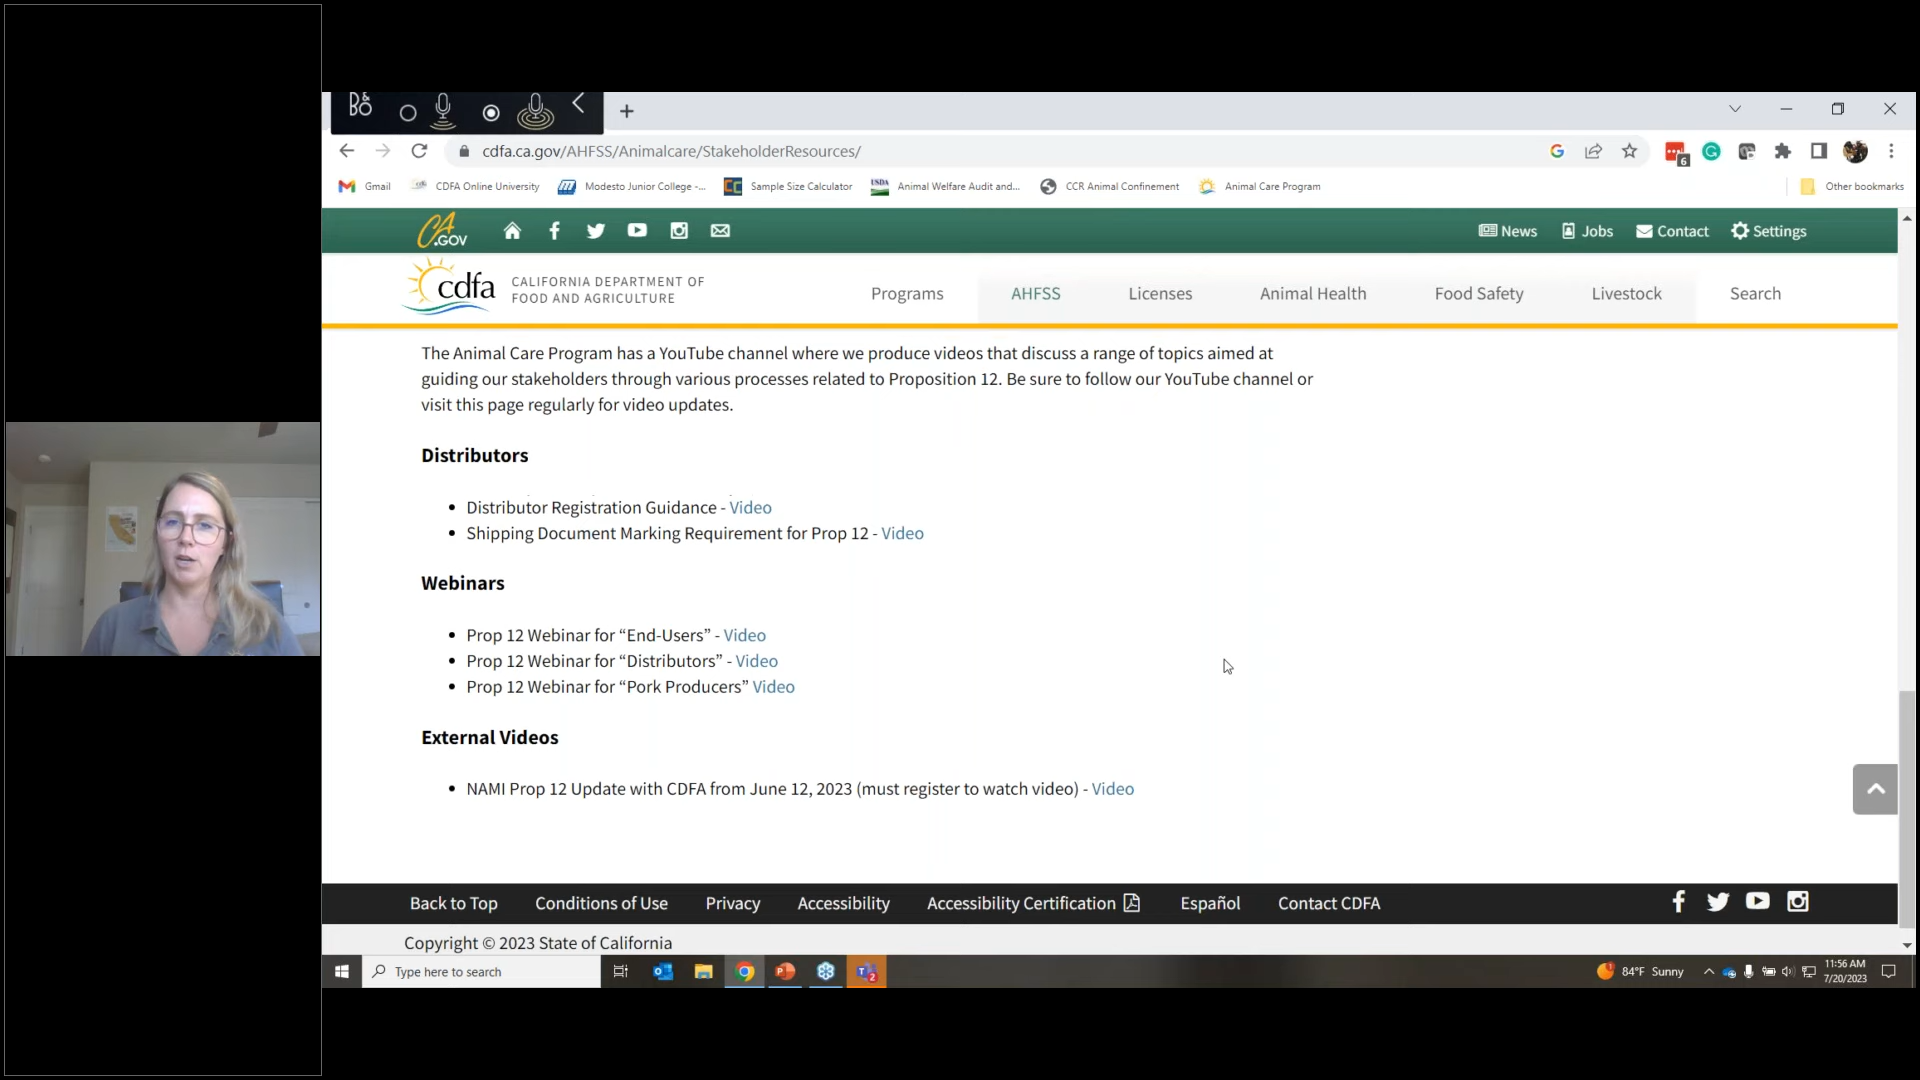 B&O
cdfa.ca.gov/AHFSS/Animalcare/StakeholderResources/
6
Gmail
CDFA Online University
Modesto Junior College -...
Sample Size Calculator
USDA
Animal Welfare Audit and...
CCR Animal Confinement
Animal Care Program
Other bookmarks
CA.GOV
News
Jobs
Contact
Settings
cdfa
CALIFORNIA DEPARTMENT OF
FOOD AND AGRICULTURE
Programs
AHFSS
Licenses
Animal Health
Food Safety
Livestock
Search
The Animal Care Program has a YouTube channel where we produce videos that discuss a range of topics aimed at
guiding our stakeholders through various processes related to Proposition 12. Be sure to follow our YouTube channel or
visit this page regularly for video updates.
Distributors
• Distributor Registration Guidance - Video
• Shipping Document Marking Requirement for Prop 12 - Video
Webinars
• Prop 12 Webinar for “End-Users” - Video
• Prop 12 Webinar for “Distributors” - Video
• Prop 12 Webinar for “Pork Producers” Video
External Videos
• NAMI Prop 12 Update with CDFA from June 12, 2023 (must register to watch video) - Video
Back to Top
Conditions of Use
Privacy
Accessibility
Accessibility Certification
Español
Contact CDFA
Copyright © 2023 State of California
Type here to search
84°F Sunny
11:56 AM
7/20/2023